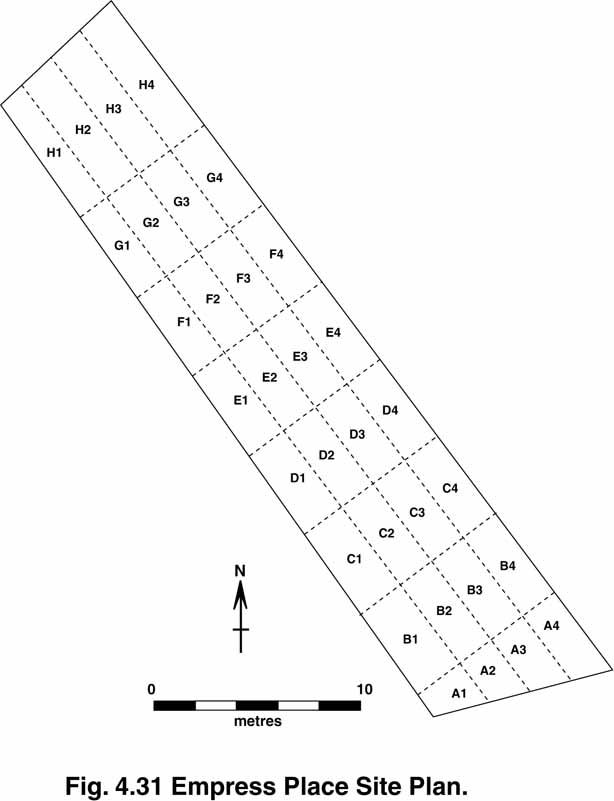 H4
H3
H2
H1
G4
G3
G2
G1
F4
F3
F2
F1
E4
E3
E2
E1
D4
D3
D2
D1
C4
C3
C2
C1
B4
B3
B2
B1
A4
A3
A2
A1
N
0 10
metres
Fig. 4.31 Empress Place Site Plan.